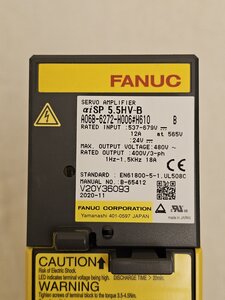 FANUC
SERVO AMPLIFIER
αiSP 5.5HV-B
A06B-6272-H006#H610 B
RATED INPUT :537-679V ⎓
12A ⎓ at 565V
:24V ⎓
MAX. OUTPUT VOLTAGE:480V ~
RATED OUTPUT :400V/3-ph
1Hz-1.5KHz 18A
STANDARD :EN61800-5-1,UL508C
MANUAL No. :B-65412
V20Y36093
2020-11
FANUC CORPORATION
Yamanashi 401-0597 JAPAN
CAUTION
Risk of Electric Shock.
LED indicates terminal voltage being high. DISCHARGE TIME> 20min.
WARNING
Tighten screws of terminal block to the torque 3.5-4.5Nm.